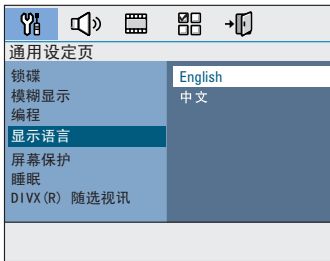 通用设定页
锁碟
模糊显示
编程
显示语言
屏幕保护
睡眠
DIVX(R) 随选视讯
English
中文